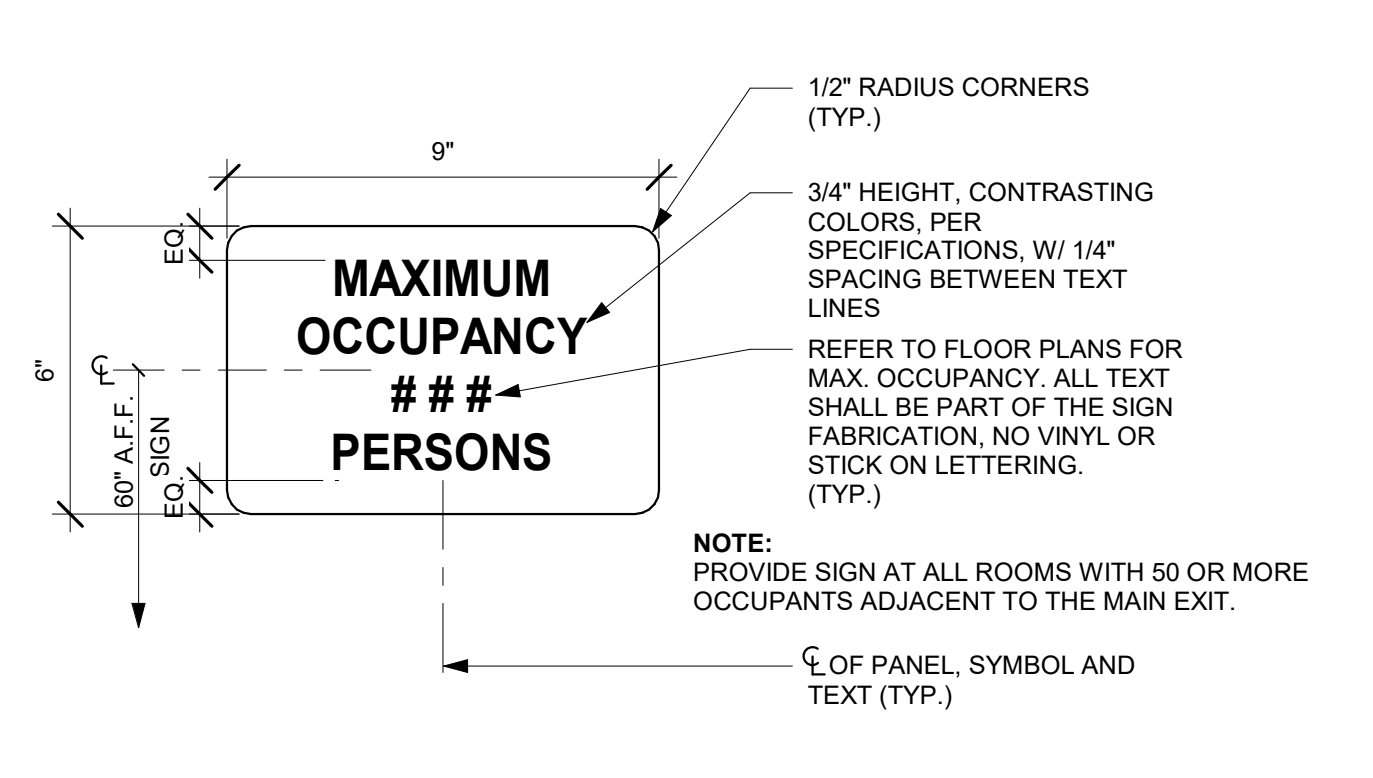 1/2" RADIUS CORNERS
(TYP.)
9"
3/4" HEIGHT, CONTRASTING
COLORS, PER
SPECIFICATIONS, W/ 1/4"
SPACING BETWEEN TEXT
LINES
EQ.
MAXIMUM
OCCUPANCY
# # #
PERSONS
6"
℄
60" A.F.F.
SIGN
EQ.
REFER TO FLOOR PLANS FOR
MAX. OCCUPANCY. ALL TEXT
SHALL BE PART OF THE SIGN
FABRICATION, NO VINYL OR
STICK ON LETTERING.
(TYP.)
NOTE:
PROVIDE SIGN AT ALL ROOMS WITH 50 OR MORE
OCCUPANTS ADJACENT TO THE MAIN EXIT.
℄ OF PANEL, SYMBOL AND
TEXT (TYP.)